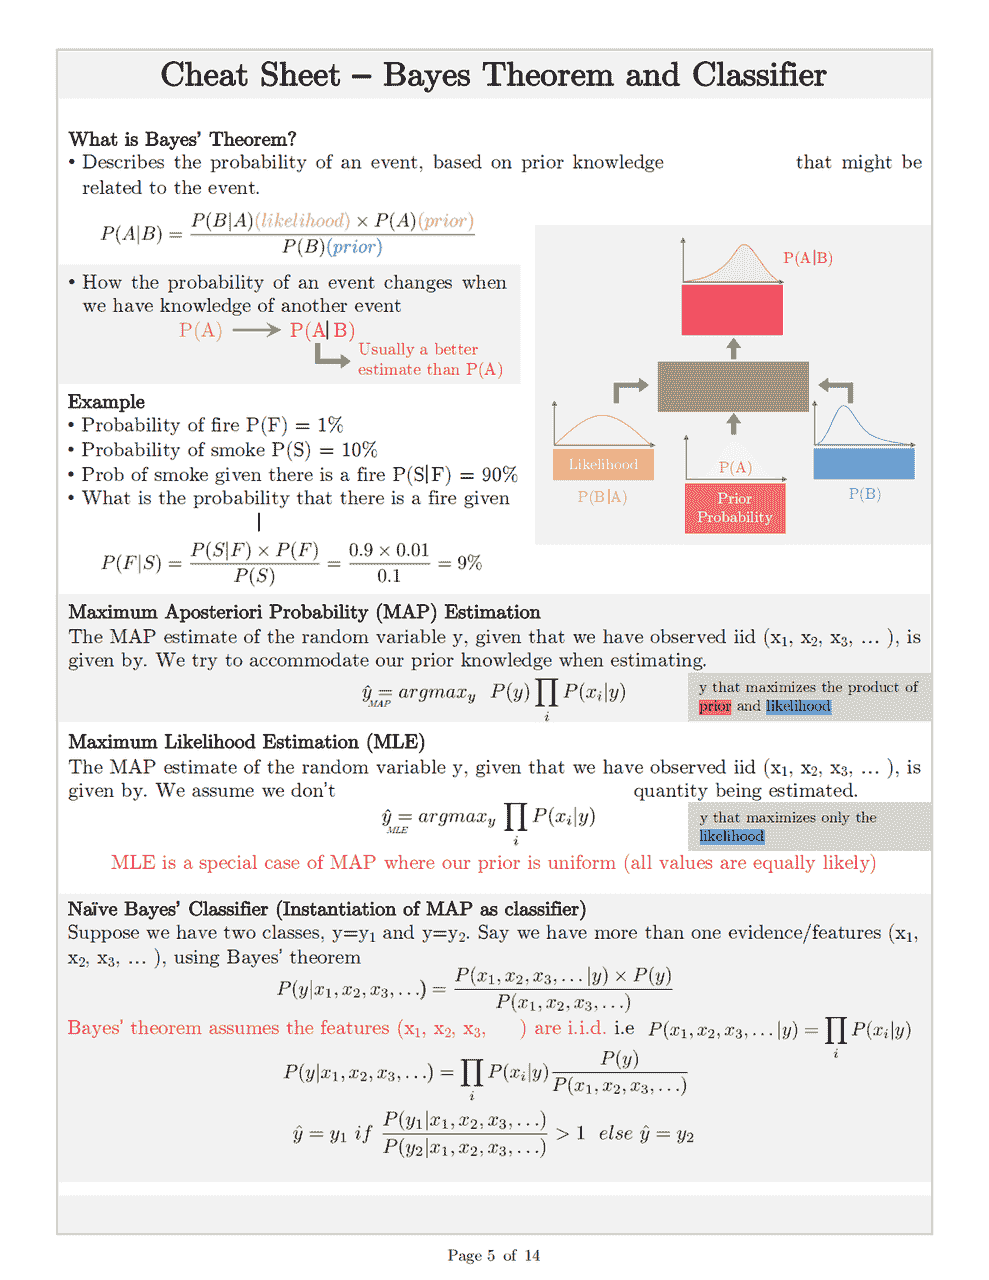 Cheat Sheet – Bayes Theorem and Classifier
What is Bayes' Theorem?
• Describes the probability of an event, based on prior knowledge that might be
related to the event.
P(A|B) = P(B|A)(likelihood) × P(A)(prior) / P(B)(prior)
• How the probability of an event changes when
we have knowledge of another event
P(A) → P(A|B)
Usually a better
estimate than P(A)
P(A|B)
Likelihood
P(B|A)
P(A)
Prior
Probability
P(B)
Example
• Probability of fire P(F) = 1%
• Probability of smoke P(S) = 10%
• Prob of smoke given there is a fire P(S|F) = 90%
• What is the probability that there is a fire given
|
P(F|S) = P(S|F) × P(F) / P(S) = 0.9 × 0.01 / 0.1 = 9%
Maximum Aposteriori Probability (MAP) Estimation
The MAP estimate of the random variable y, given that we have observed iid (x₁, x₂, x₃, ... ), is
given by. We try to accommodate our prior knowledge when estimating.
ŷ_MAP = argmax_y P(y) ∏_i P(x_i|y)
y that maximizes the product of
prior and likelihood
Maximum Likelihood Estimation (MLE)
The MAP estimate of the random variable y, given that we have observed iid (x₁, x₂, x₃, ... ), is
given by. We assume we don't quantity being estimated.
ŷ_MLE = argmax_y ∏_i P(x_i|y)
y that maximizes only the
likelihood
MLE is a special case of MAP where our prior is uniform (all values are equally likely)
Naïve Bayes' Classifier (Instantiation of MAP as classifier)
Suppose we have two classes, y=y₁ and y=y₂. Say we have more than one evidence/features (x₁,
x₂, x₃, ... ), using Bayes' theorem
P(y|x₁, x₂, x₃, ...) = P(x₁, x₂, x₃, ...|y) × P(y) / P(x₁, x₂, x₃, ...)
Bayes' theorem assumes the features (x₁, x₂, x₃, ) are i.i.d. i.e P(x₁, x₂, x₃, ...|y) = ∏_i P(x_i|y)
P(y|x₁, x₂, x₃, ...) = ∏_i P(x_i|y) P(y) / P(x₁, x₂, x₃, ...)
ŷ = y₁ if P(y₁|x₁, x₂, x₃, ...) / P(y₂|x₁, x₂, x₃, ...) > 1 else ŷ = y₂
Page 5 of 14